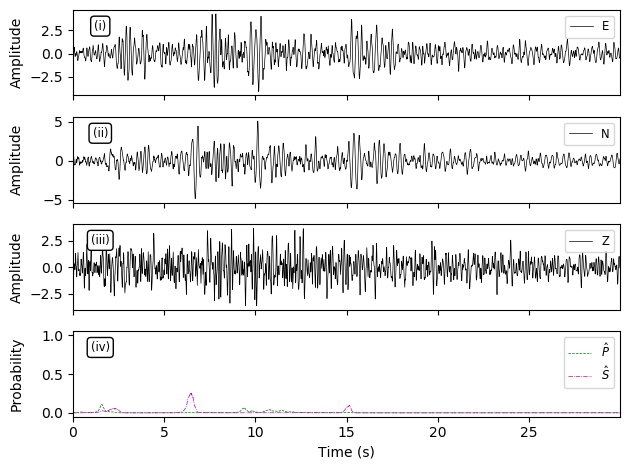 (i)
E
2.5
0.0
−2.5
Amplitude
(ii)
N
5
0
−5
Amplitude
(iii)
Z
2.5
0.0
−2.5
Amplitude
(iv)
P̂
Ŝ
1.0
0.5
0.0
Probability
0 5 10 15 20 25
Time (s)